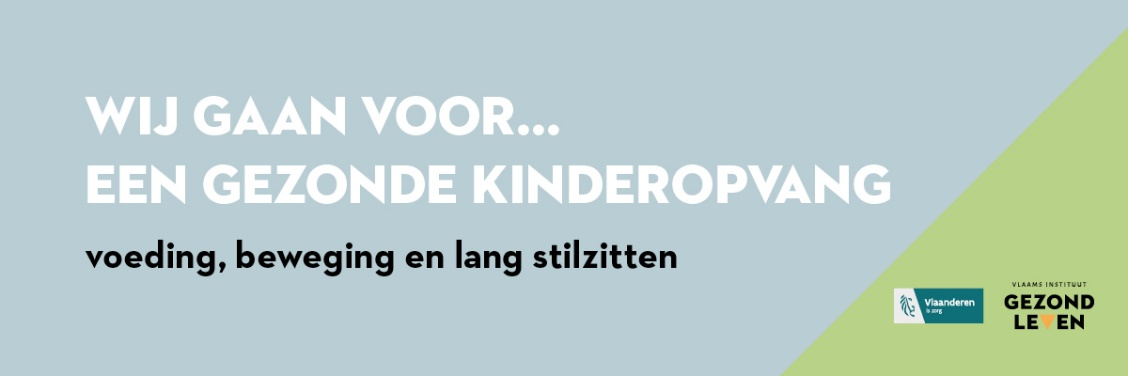 WIJ GAAN VOOR...
EEN GEZONDE KINDEROPVANG
voeding, beweging en lang stilzitten
Vlaanderen
is zorg
VLAAMS INSTITUUT
GEZOND
LEVEN